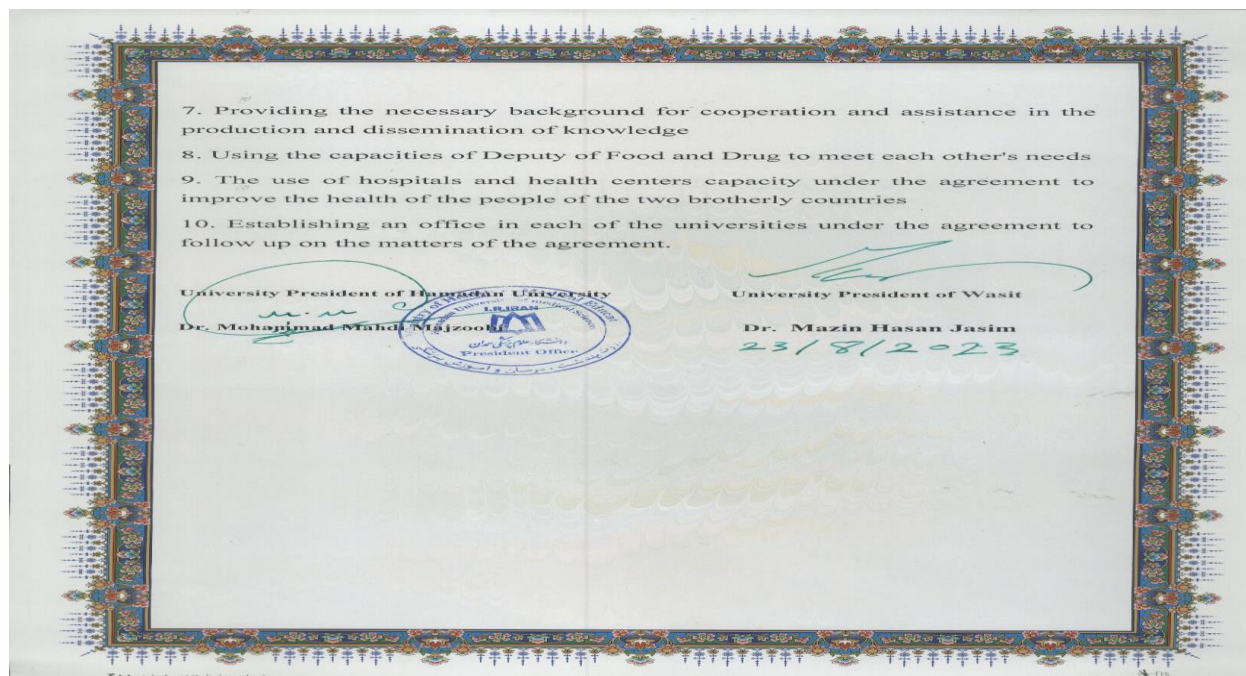 7. Providing the necessary background for cooperation and assistance in the
production and dissemination of knowledge
8. Using the capacities of Deputy of Food and Drug to meet each other's needs
9. The use of hospitals and health centers capacity under the agreement to
improve the health of the people of the two brotherly countries
10. Establishing an office in each of the universities under the agreement to
follow up on the matters of the agreement.
University President of Hamadan University
University President of Wasit
Dr. Mohammad Mahdi Majzoobi
Dr. Mazin Hasan Jasim
23/8/2023
I.R.IRAN
President Office